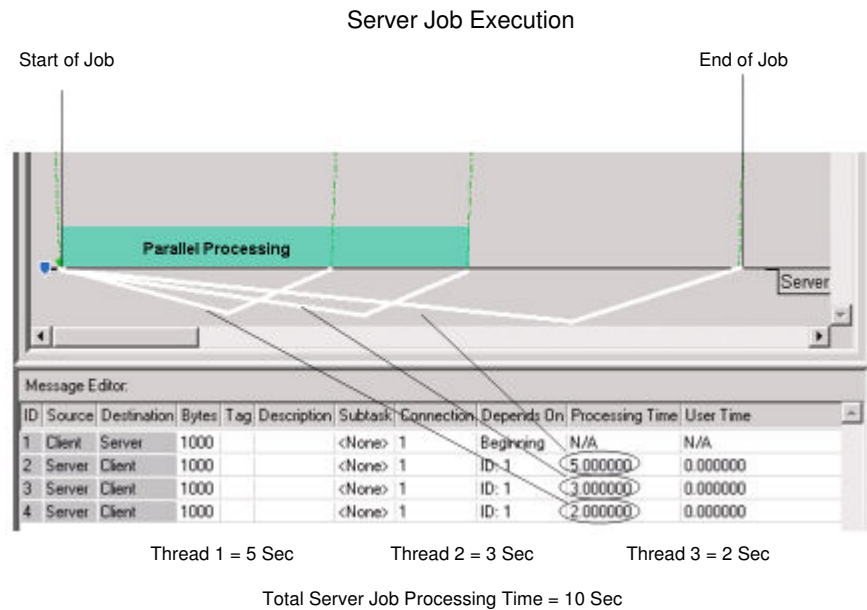 Server Job Execution
Start of Job
End of Job
Parallel Processing
Server
Message Editor:
ID Source Destination Bytes Tag Description Subtask Connection Depends On Processing Time User Time
1 Client Server 1000 <None> 1 Beginning N/A N/A
2 Server Client 1000 <None> 1 ID: 1 5.000000 0.000000
3 Server Client 1000 <None> 1 ID: 1 3.000000 0.000000
4 Server Client 1000 <None> 1 ID: 1 2.000000 0.000000
Thread 1 = 5 Sec
Thread 2 = 3 Sec
Thread 3 = 2 Sec
Total Server Job Processing Time = 10 Sec